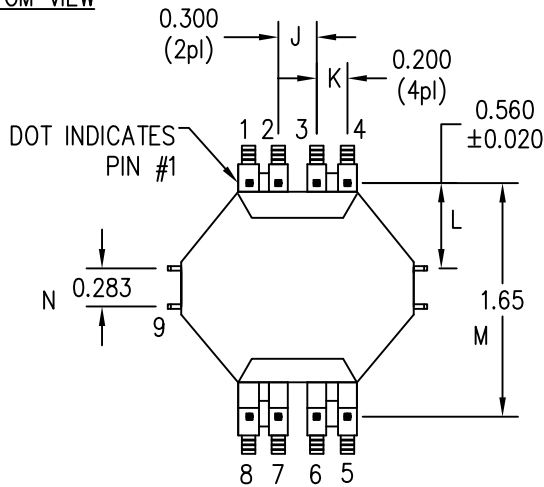 VIEW
0.300
(2pl)
J
K
0.200
(4pl)
0.560
±0.020
1 2 3 4
DOT INDICATES
PIN #1
L
N 0.283
1.65
M
9
8 7 6 5